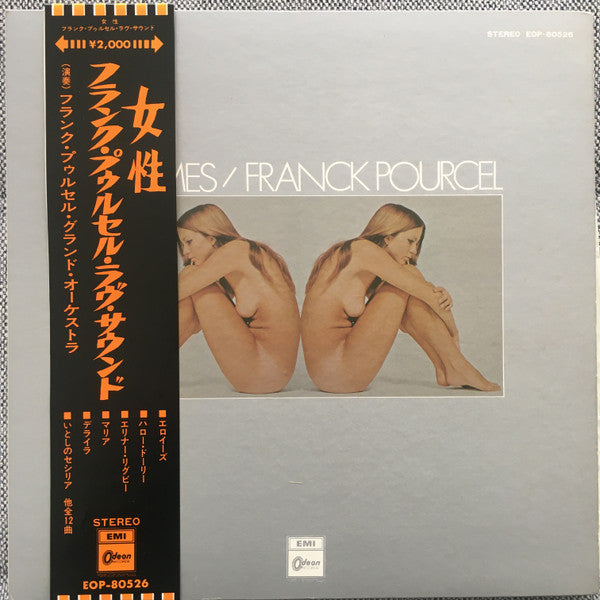 女性
フランク・プゥルセル・ラヴ・サウンド
¥2,000
女性
フランク・プゥルセル・ラヴ・サウンド
(演奏)フランク・プゥルセル・グランド・オーケストラ
■エロイーズ
■ハロー・ドーリー
■エリナー・リグビー
■マリア
■デライラ
■いとしのセシリア 他全12曲
STEREO
EMI
Odeon
EOP-80526
STEREO EOP-80526
MES / FRANCK POURCEL
EMI
Odeon